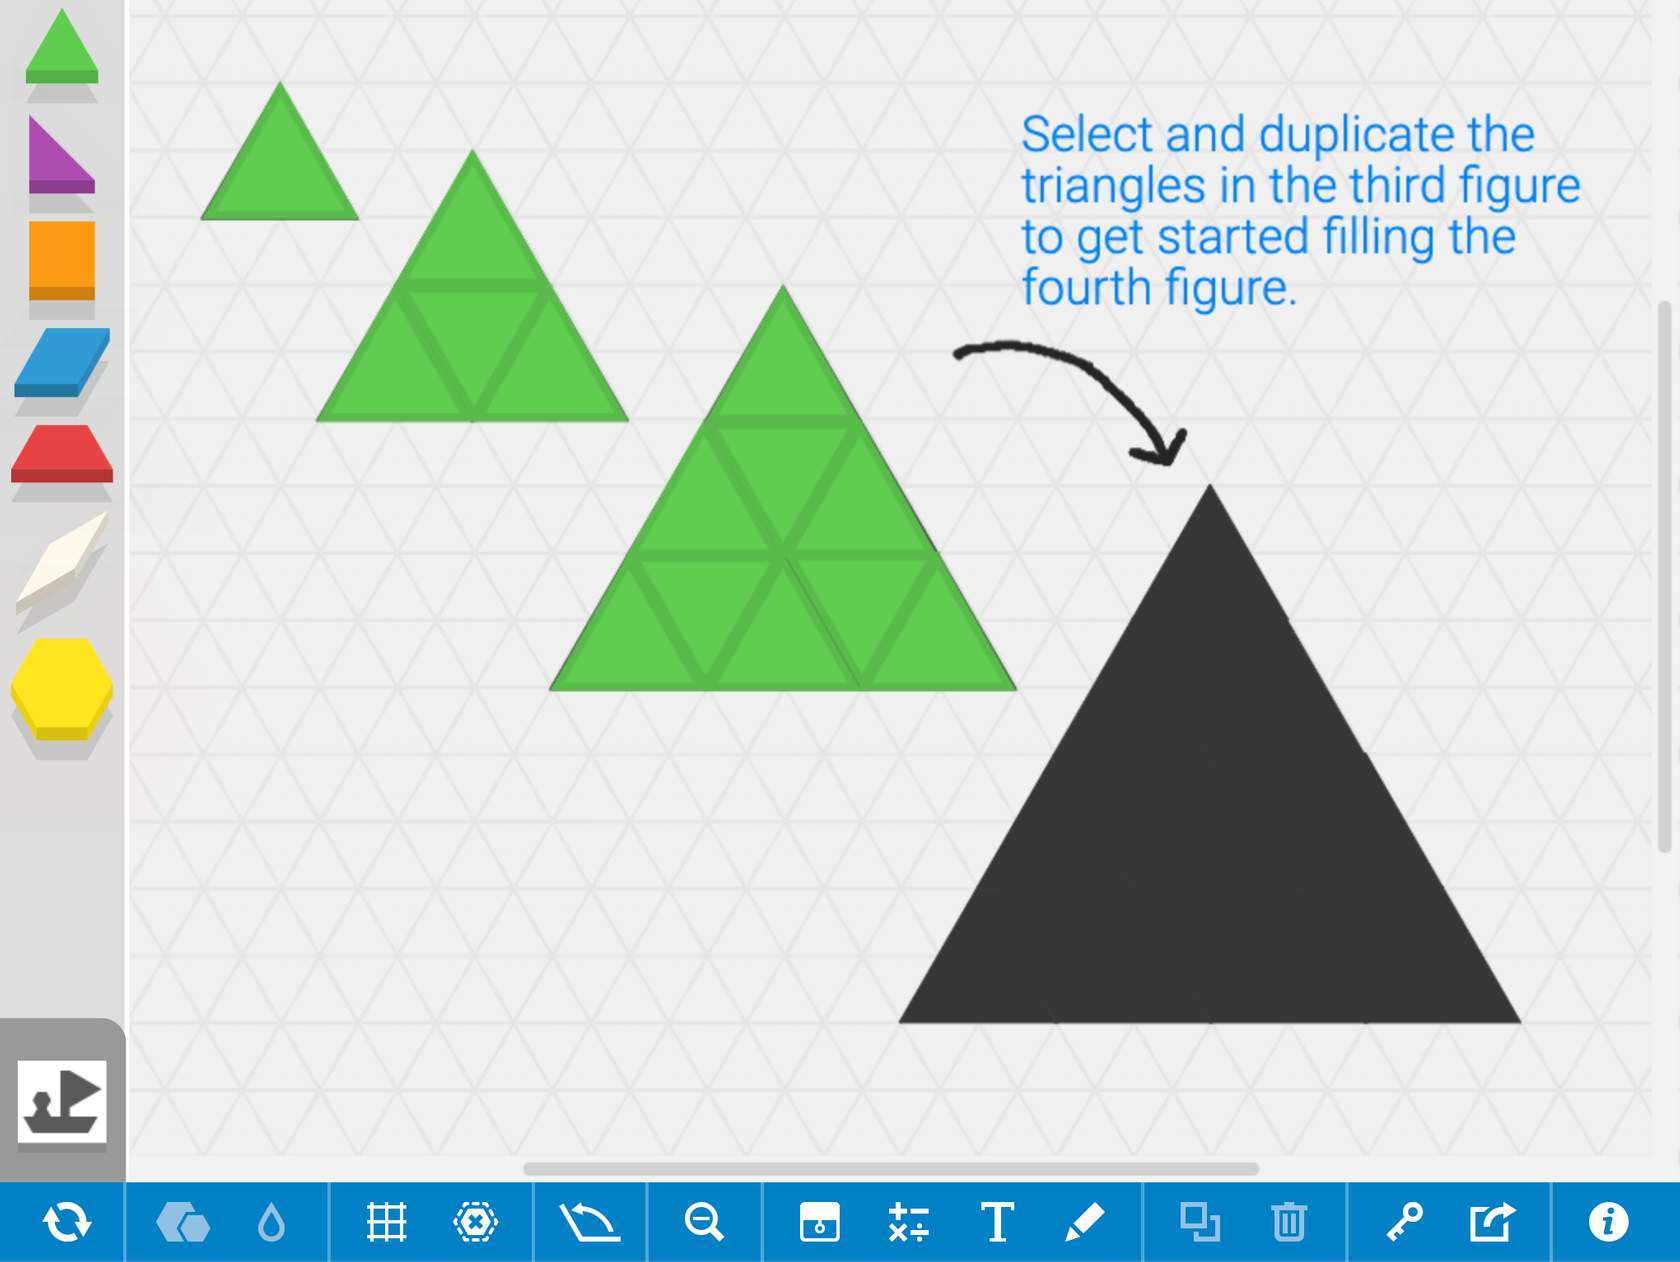 Select and duplicate the
triangles in the third figure
to get started filling the
fourth figure.